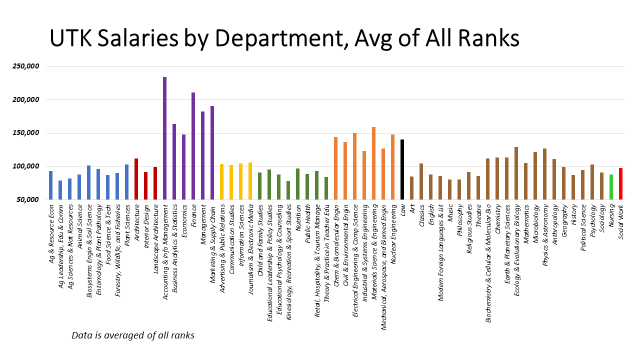 UTK Salaries by Department, Avg of All Ranks
250,000
200,000
150,000
100,000
50,000
Ag & Resource Econ
Ag Leadership, Edu & Comm
Ag Sciences & Nat Resources
Animal Sciences
Biosystems Engin & Soil Science
Entomology & Plant Pathology
Food Science & Tech
Forestry, Wildlife, and Fisheries
Plant Sciences
Architecture
Interior Design
Landscape Architecture
Accounting & Info Management
Business Analytics & Statistics
Economics
Finance
Management
Marketing & Supply Chain
Advertising & Public Relations
Communication Studies
Information Sciences
Journalism & Electronic Media
Child and Family Studies
Educational Leadership & Policy Studies
Educational Psychology & Counseling
Kinesiology, Recreation & Sport Studies
Nutrition
Public Health
Retail, Hospitality, & Tourism Manage
Theory & Practice in Teacher Edu
Chem & Biomolecular Engin
Civil & Environmental Engin
Electrical Engineering & Comp Science
Industrial & Systems Engineering
Materials Science & Engineering
Mechanical, Aerospace, and Biomed Engin
Nuclear Engineering
Law
Art
Classics
English
Modern Foreign Languages & Lit
Music
Philosophy
Religious Studies
Theatre
Biochemistry & Cellular & Molecular Bio
Chemistry
Earth & Planetary Sciences
Ecology & Evolutionary Biology
Mathematics
Microbiology
Physics & Astronomy
Anthropology
Geography
History
Political Science
Psychology
Sociology
Nursing
Social Work
Data is averaged of all ranks